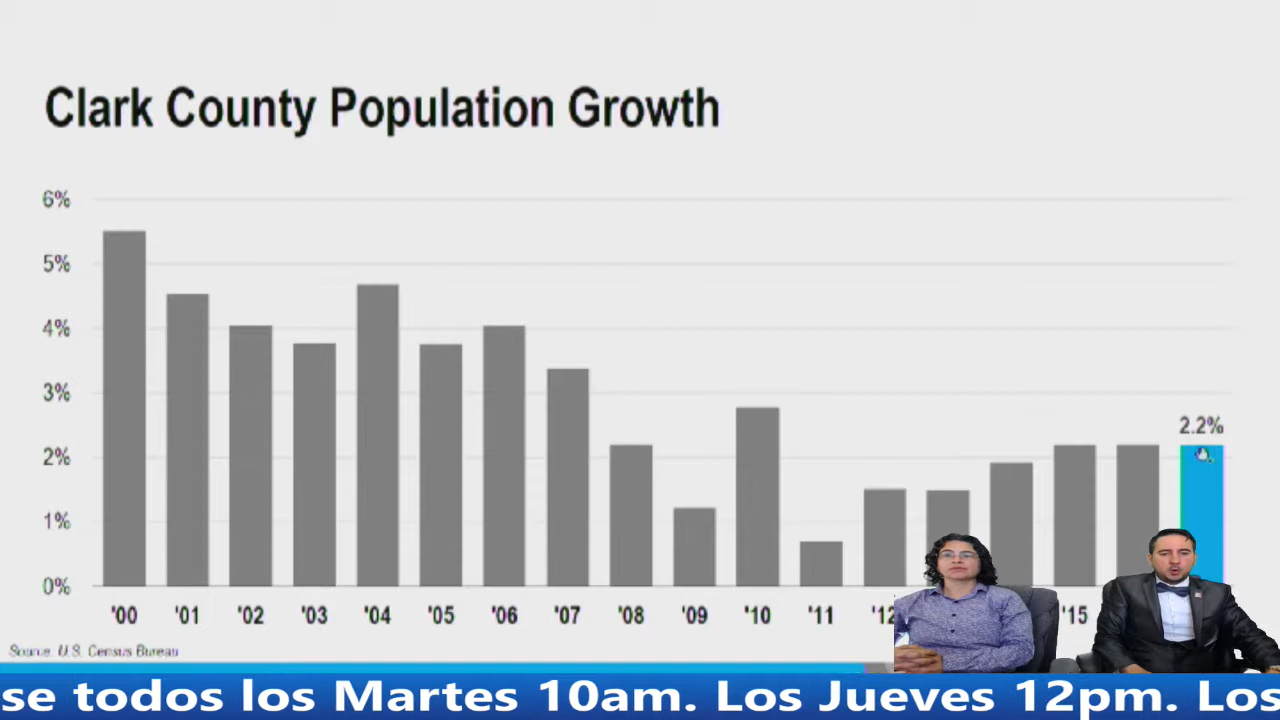 Clark County Population Growth
6%
5%
4%
3%
2%
1%
0%
2.2%
'00 '01 '02 '03 '04 '05 '06 '07 '08 '09 '10 '11 '12 '15
Source: U.S. Census Bureau
se todos los Martes 10am. Los Jueves 12pm. Los